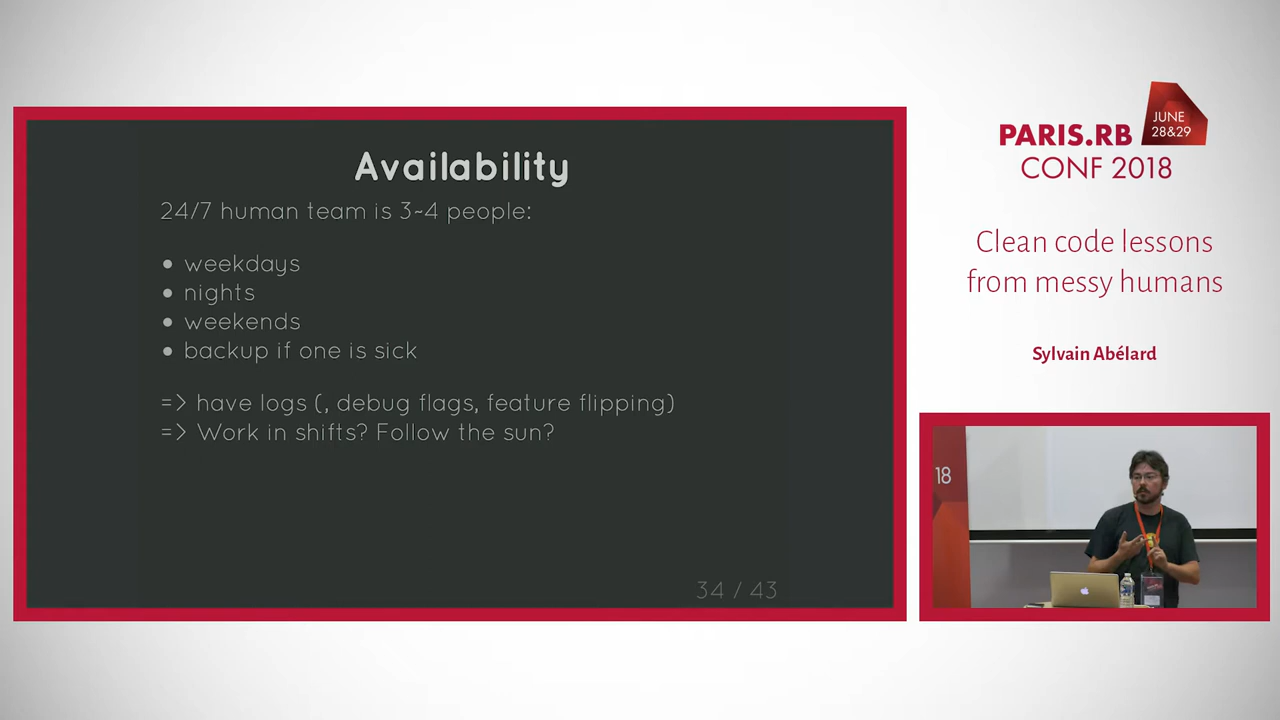 Availability
24/7 human team is 3~4 people:
• weekdays
• nights
• weekends
• backup if one is sick
=> have logs (, debug flags, feature flipping)
=> Work in shifts? Follow the sun?
34 / 43
PARIS.RB
JUNE
28&29
CONF 2018
Clean code lessons
from messy humans
Sylvain Abélard
18